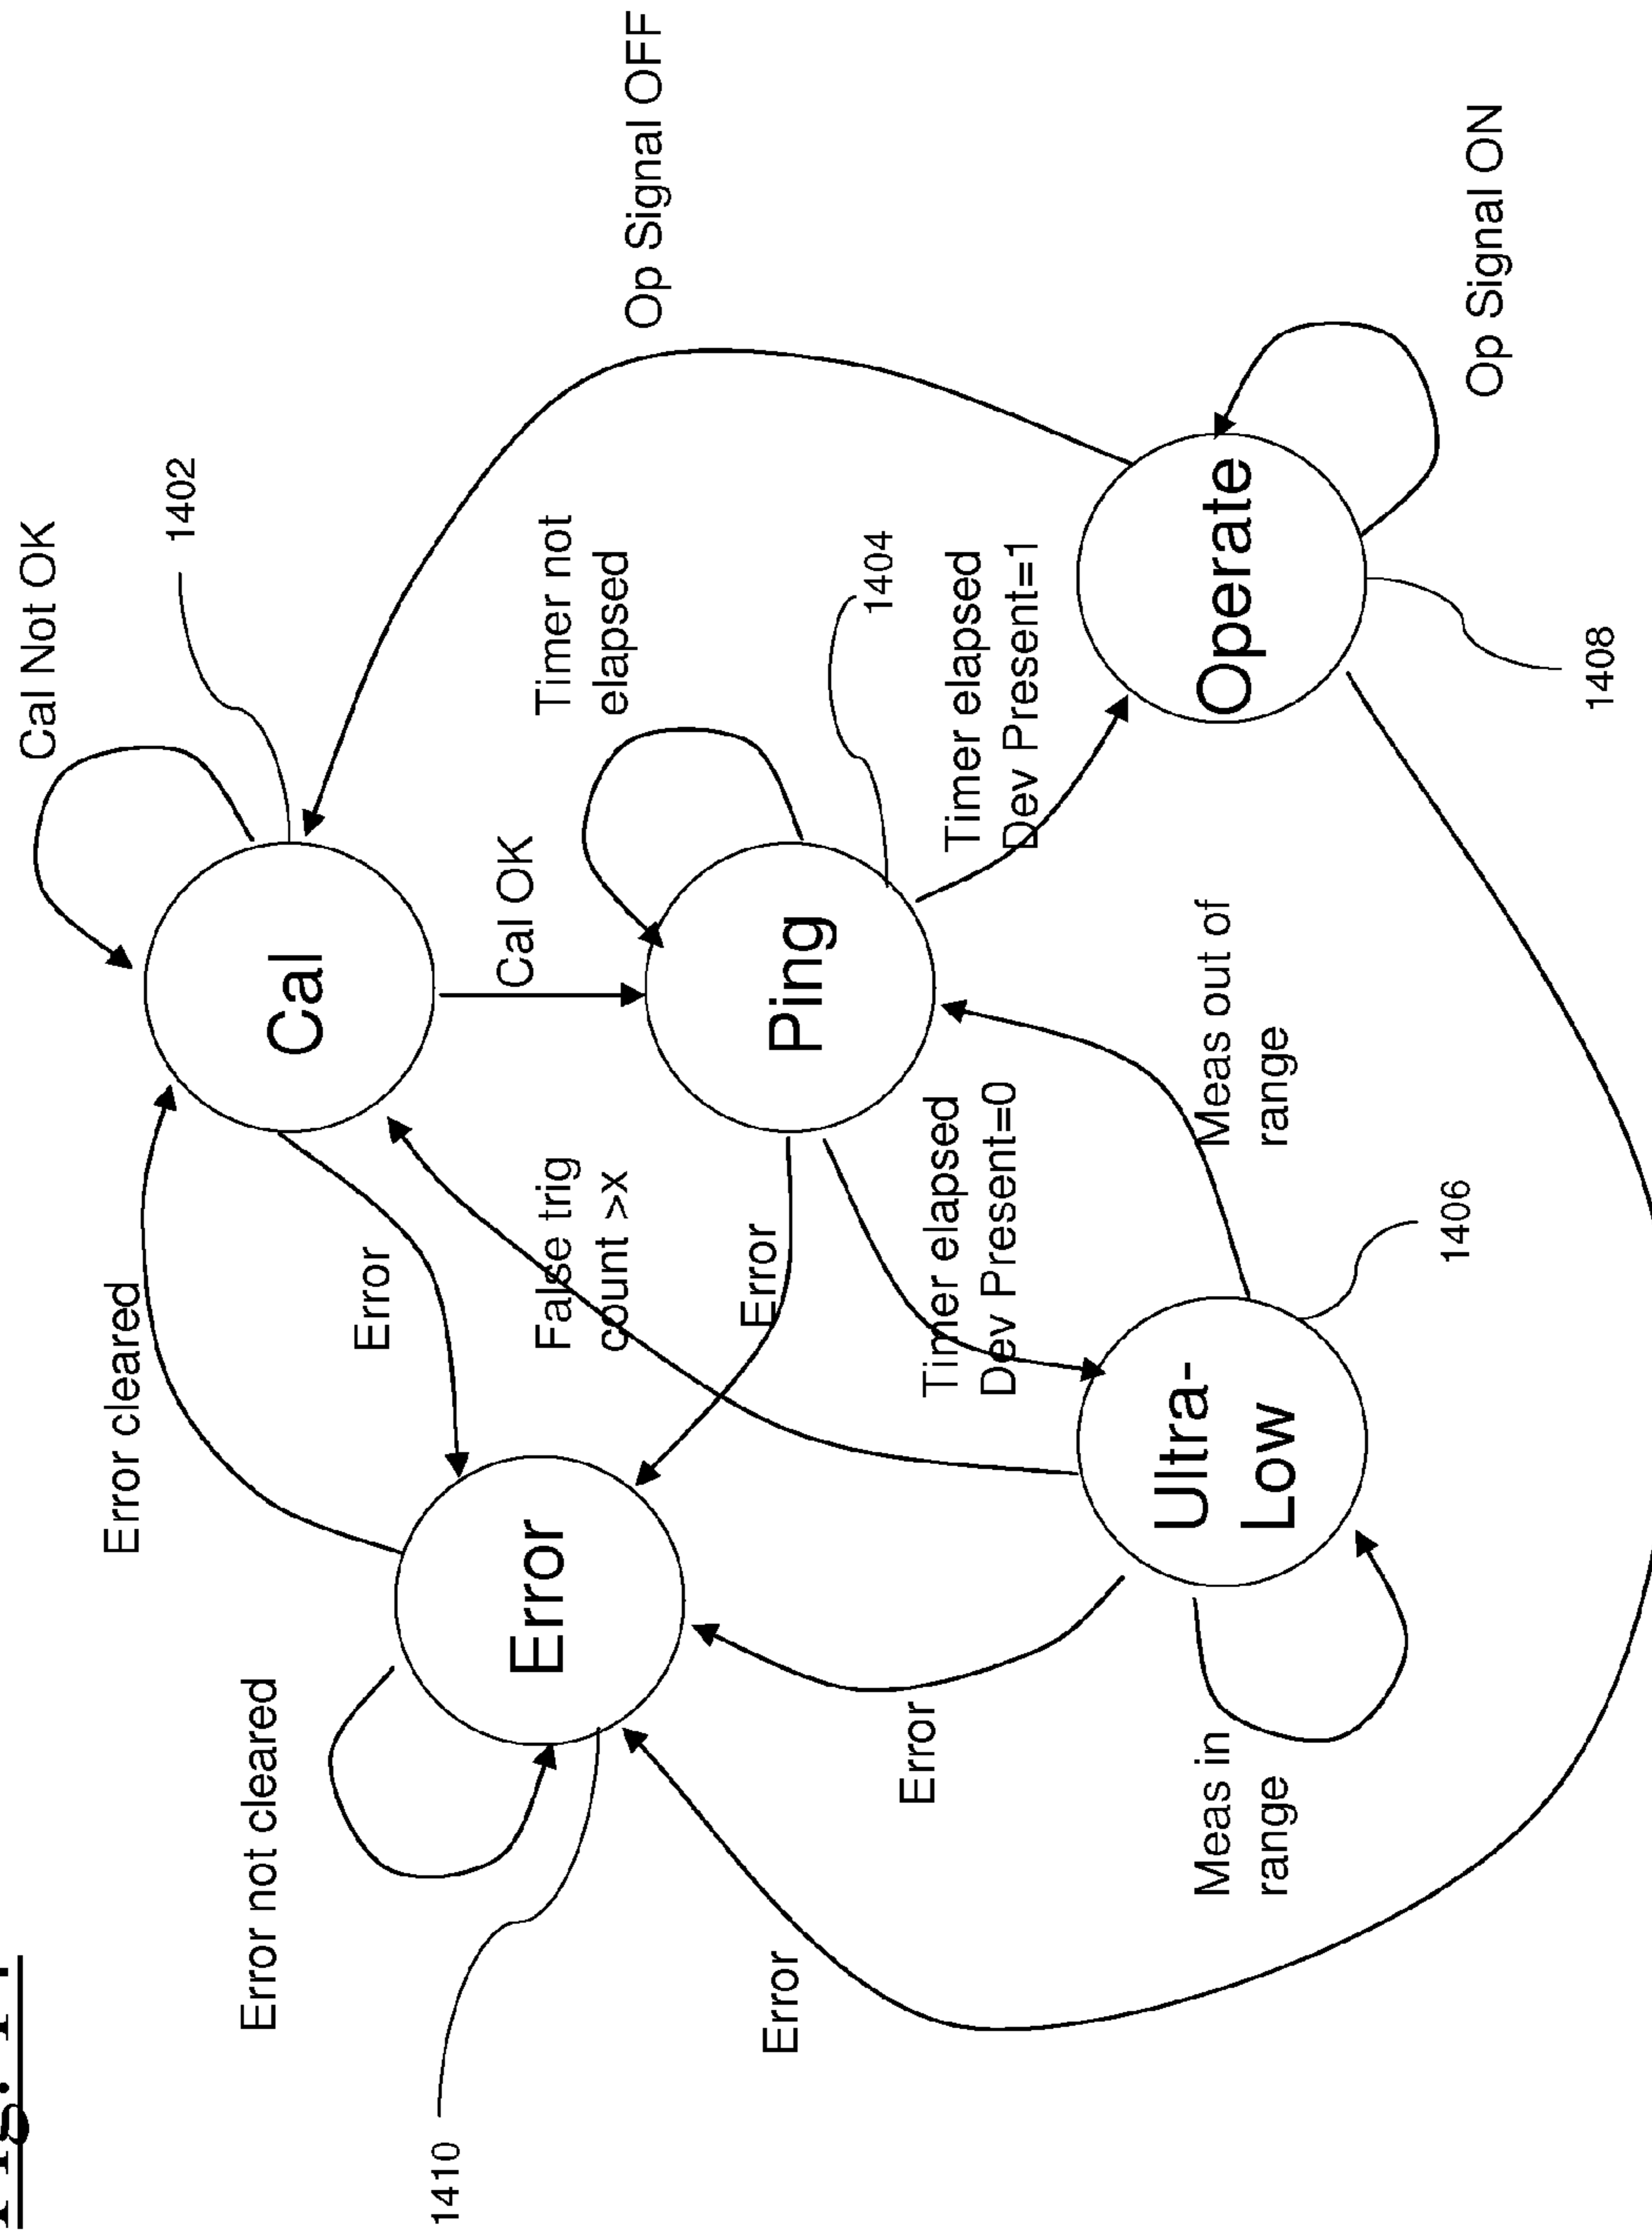 Fig. 14
Error not cleared
Error cleared
Cal Not OK
1402
Cal
1410
Error
Error
Cal OK
False trig
count >x
Timer not
elapsed
Op Signal OFF
Error
Error
Ping
1404
Error
Timer elapsed
Dev Present=0
Timer elapsed
Dev Present=1
Meas in
range
Ultra-
Low
Meas out of
range
Operate
1406
Op Signal ON
1408